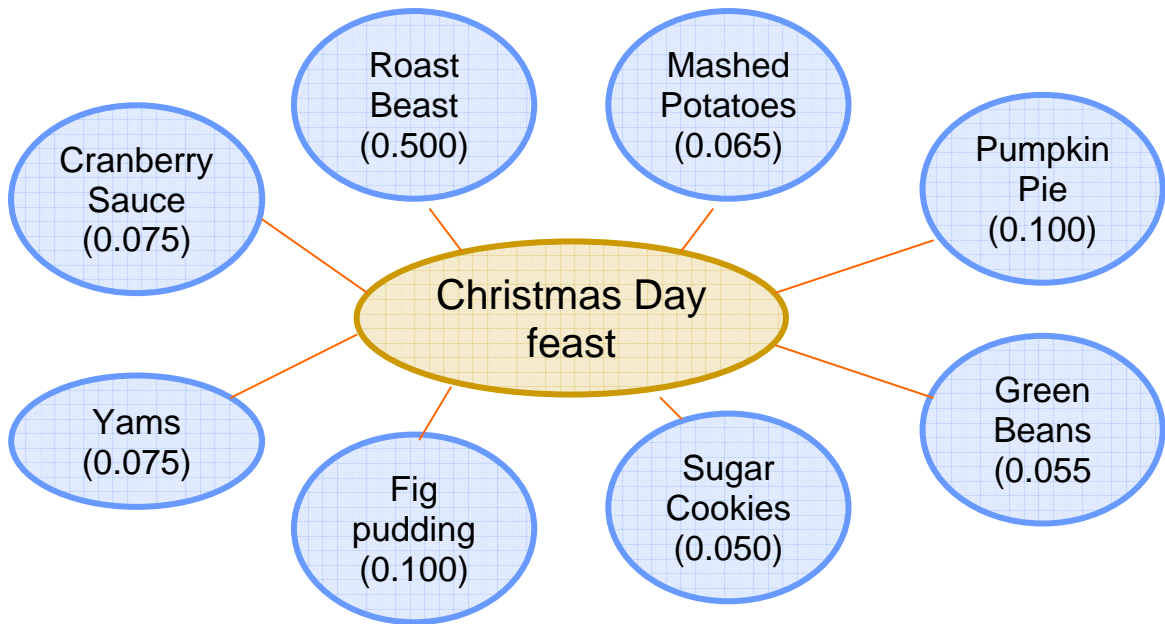 Roast
Beast
(0.500)
Mashed
Potatoes
(0.065)
Cranberry
Sauce
(0.075)
Pumpkin
Pie
(0.100)
Christmas Day
feast
Yams
(0.075)
Fig
pudding
(0.100)
Sugar
Cookies
(0.050)
Green
Beans
(0.055